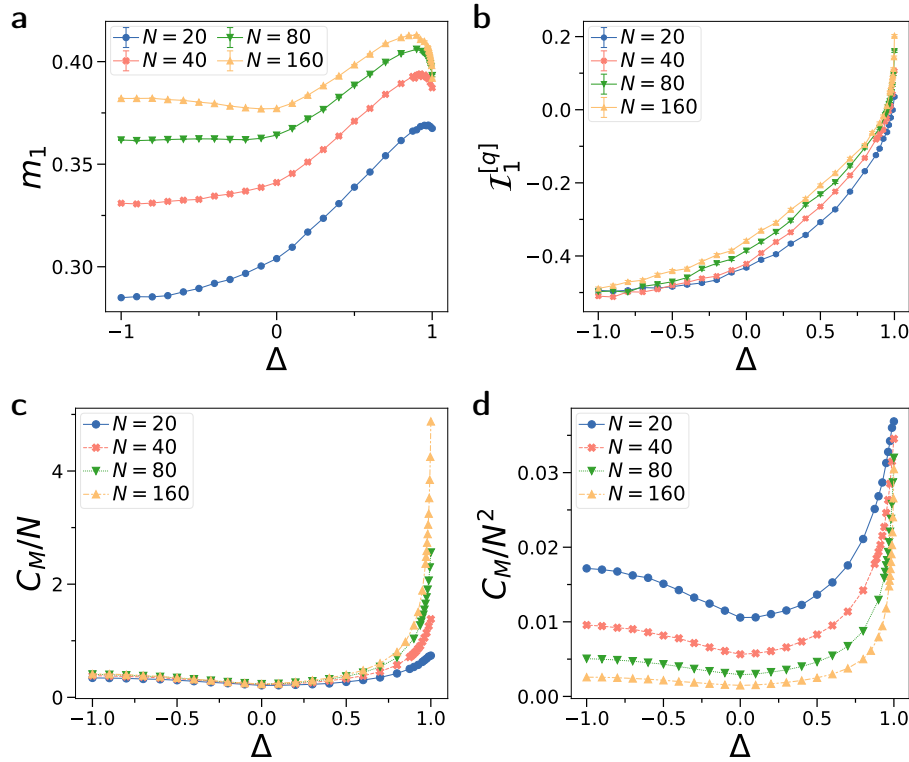 a
N = 20
N = 40
N = 80
N = 160
0.40
0.35
0.30
m₁
−1
0
1
Δ
b
N = 20
N = 40
N = 80
N = 160
0.2
0.0
−0.2
−0.4
I₁^[q]
−1.0
−0.5
0.0
0.5
1.0
Δ
c
N = 20
N = 40
N = 80
N = 160
4
2
0
C_M/N
−1.0
−0.5
0.0
0.5
1.0
Δ
d
N = 20
N = 40
N = 80
N = 160
0.03
0.02
0.01
0.00
C_M/N²
−1.0
−0.5
0.0
0.5
1.0
Δ